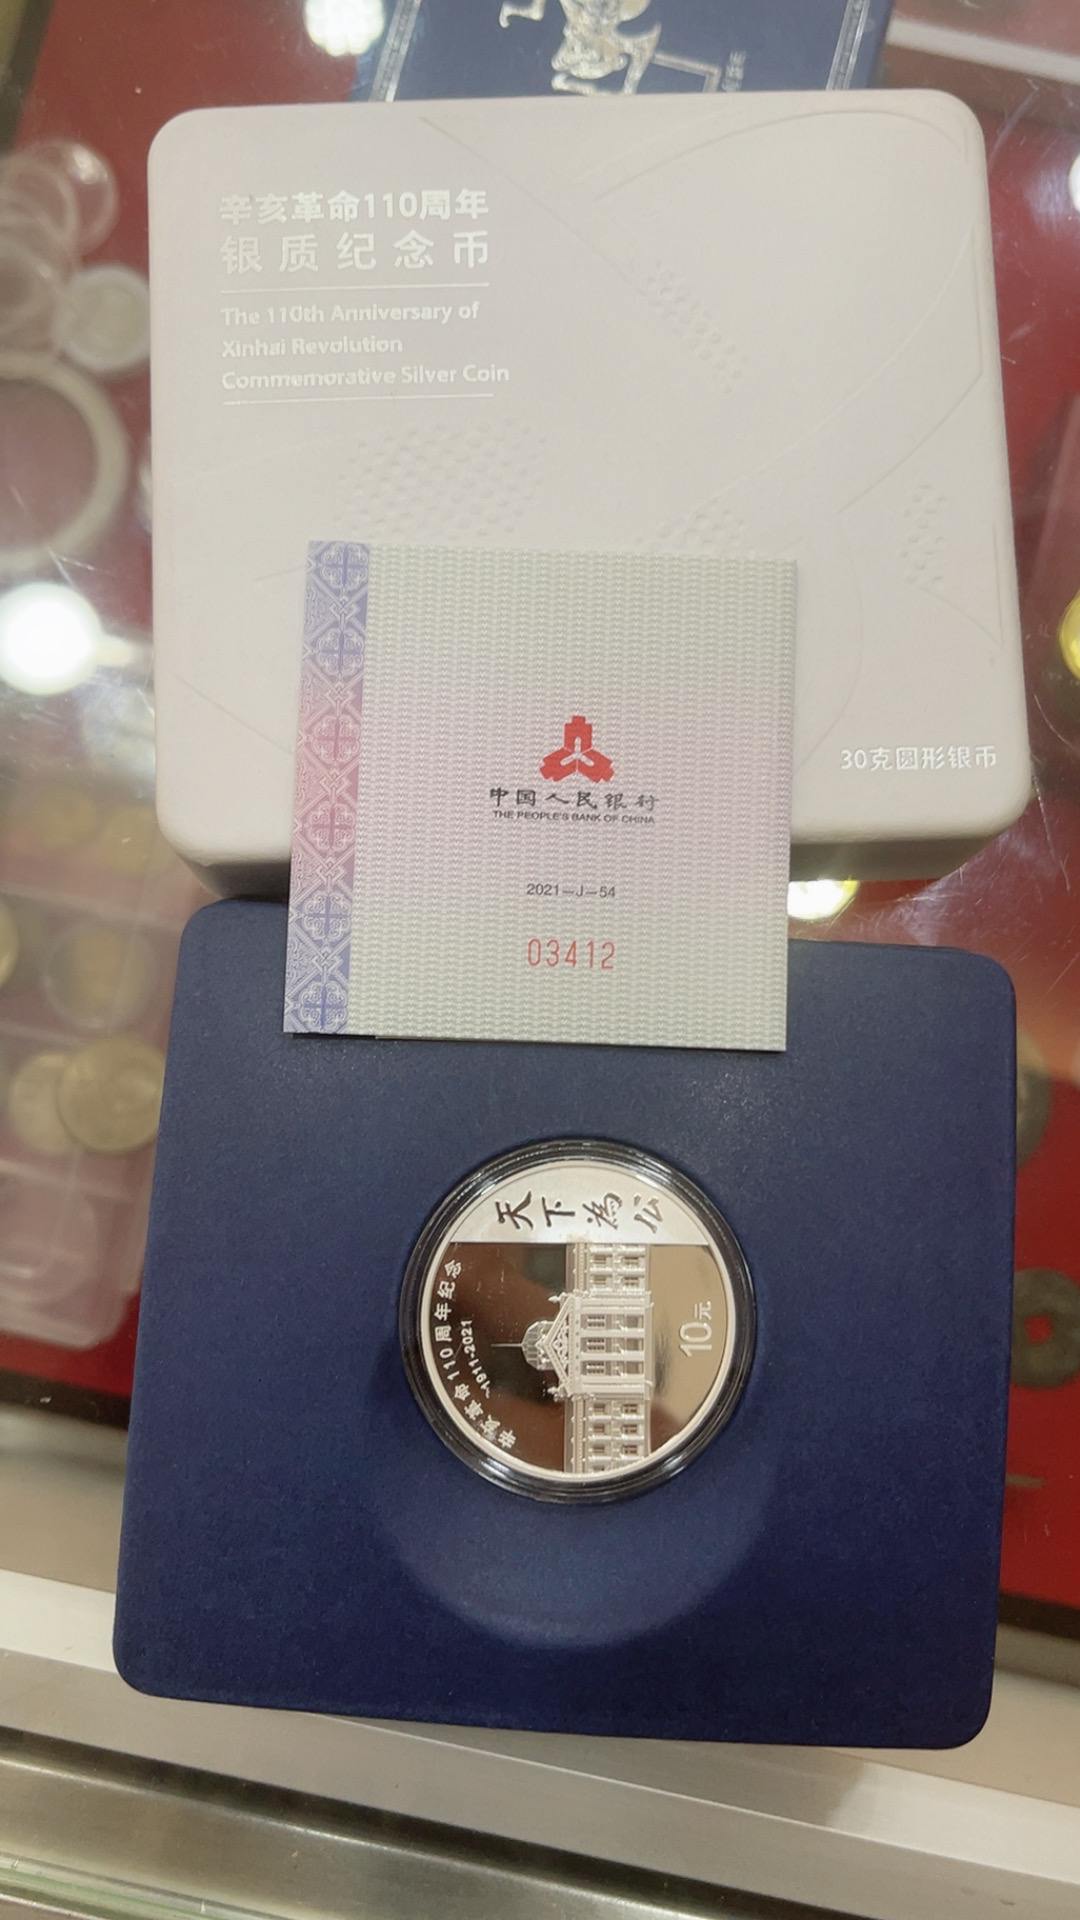 辛亥革命110周年
银质纪念币
The 110th Anniversary of
Xinhai Revolution
Commemorative Silver Coin
30克圆形银币
中国人民银行
THE PEOPLE'S BANK OF CHINA
2021-J-54
03412
天下為公
辛亥革命110周年纪念
1911-2021
10元